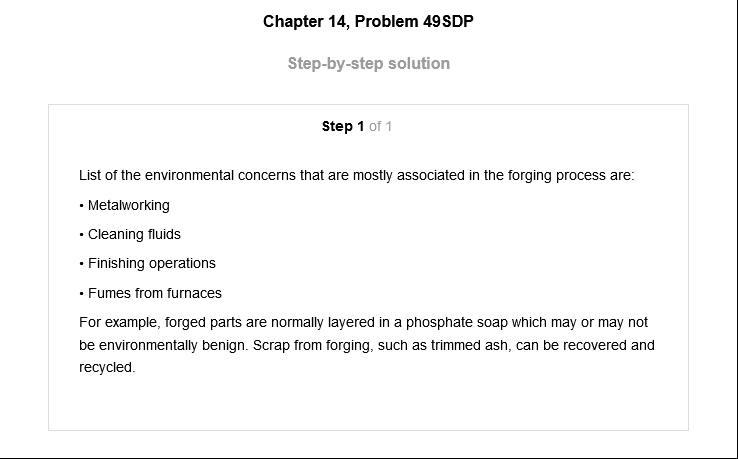 Chapter 14, Problem 49SDP
Step-by-step solution
Step 1 of 1
List of the environmental concerns that are mostly associated in the forging process are:
• Metalworking
• Cleaning fluids
• Finishing operations
• Fumes from furnaces
For example, forged parts are normally layered in a phosphate soap which may or may not
be environmentally benign. Scrap from forging, such as trimmed ash, can be recovered and
recycled.